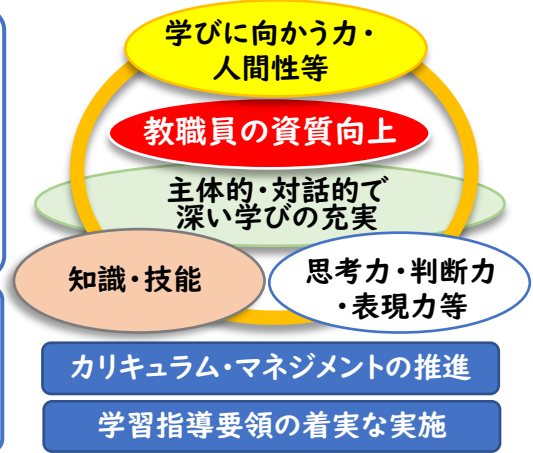 学びに向かう力・
人間性等
教職員の資質向上
主体的・対話的で
深い学びの充実
知識・技能
思考力・判断力
・表現力等
カリキュラム・マネジメントの推進
学習指導要領の着実な実施